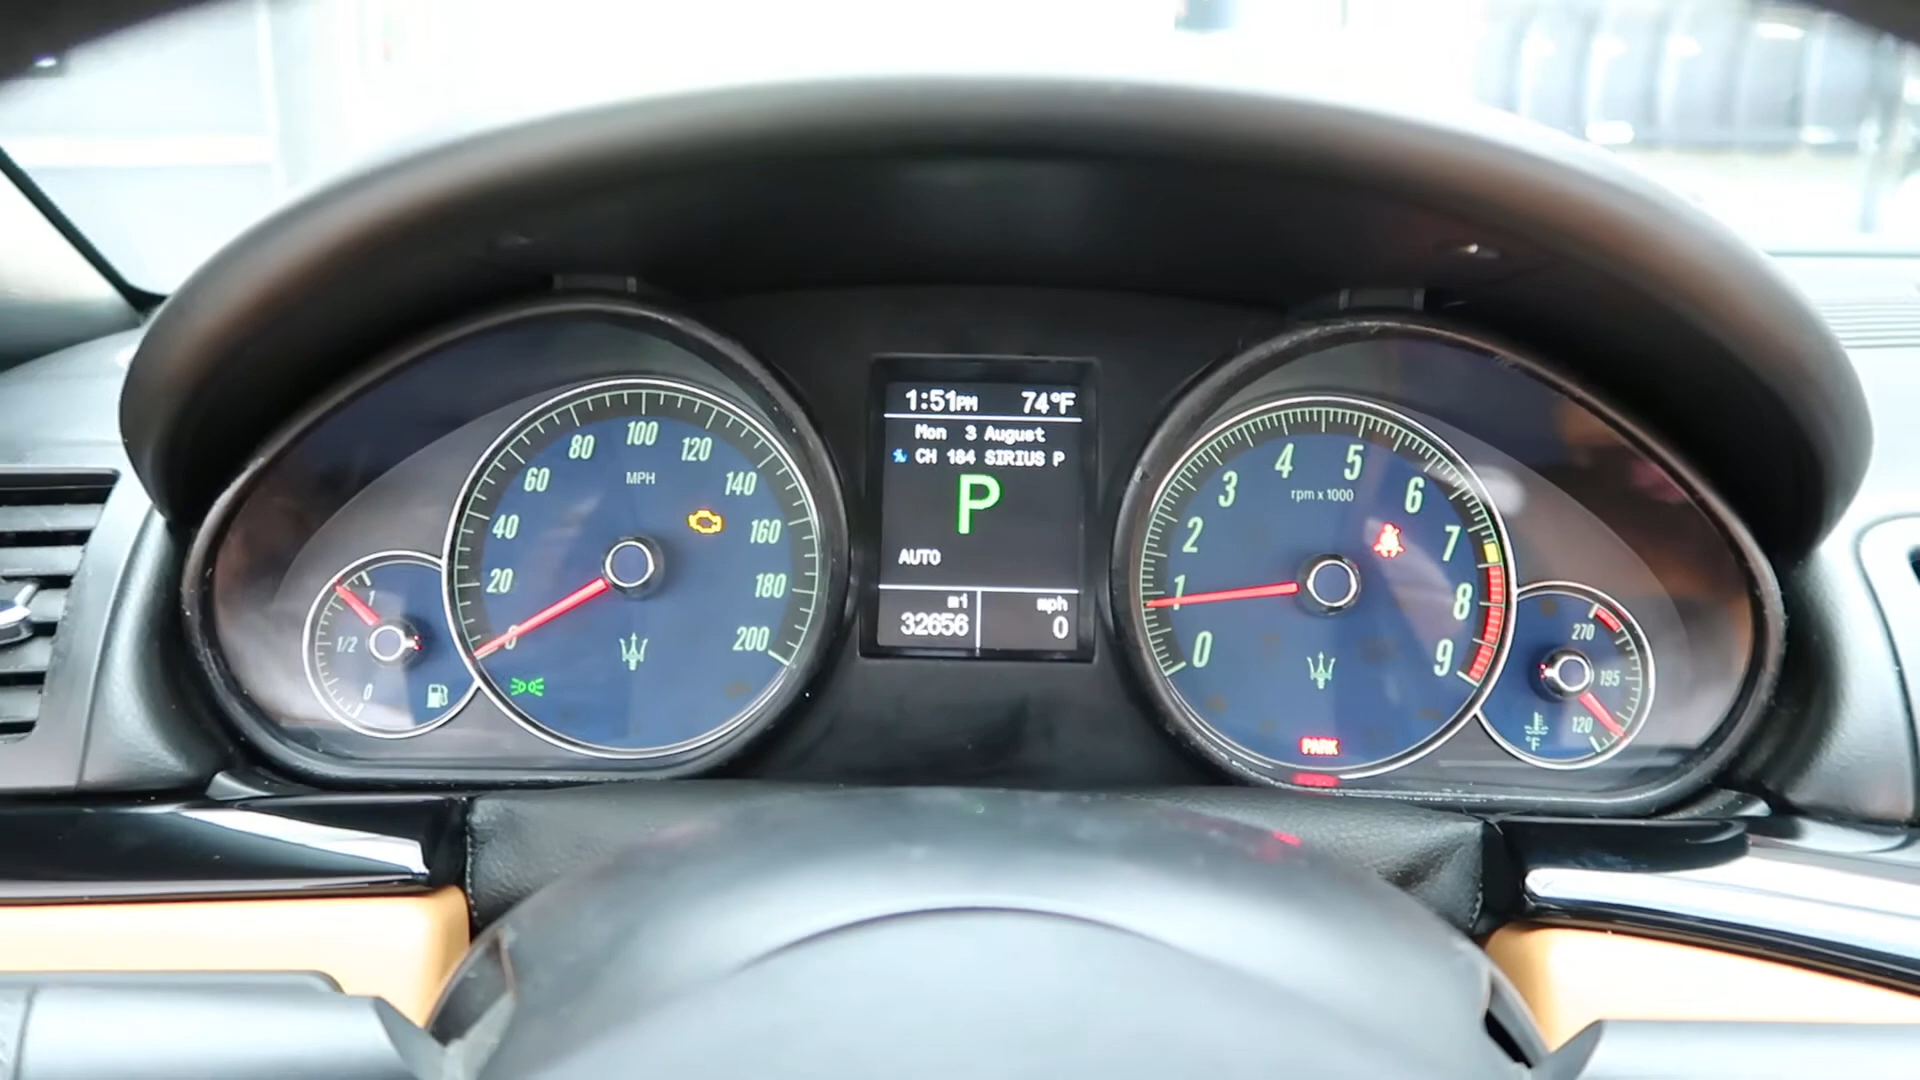 1:51PM 74°F
Mon 3 August
CH 184 SIRIUS P
P
AUTO
mi mph
32656 0
0 20 40 60 80 100 120 140 160 180 200
MPH
1
1/2
0
0 1 2 3 4 5 6 7 8 9
rpm x 1000
PARK
270
195
120
°F